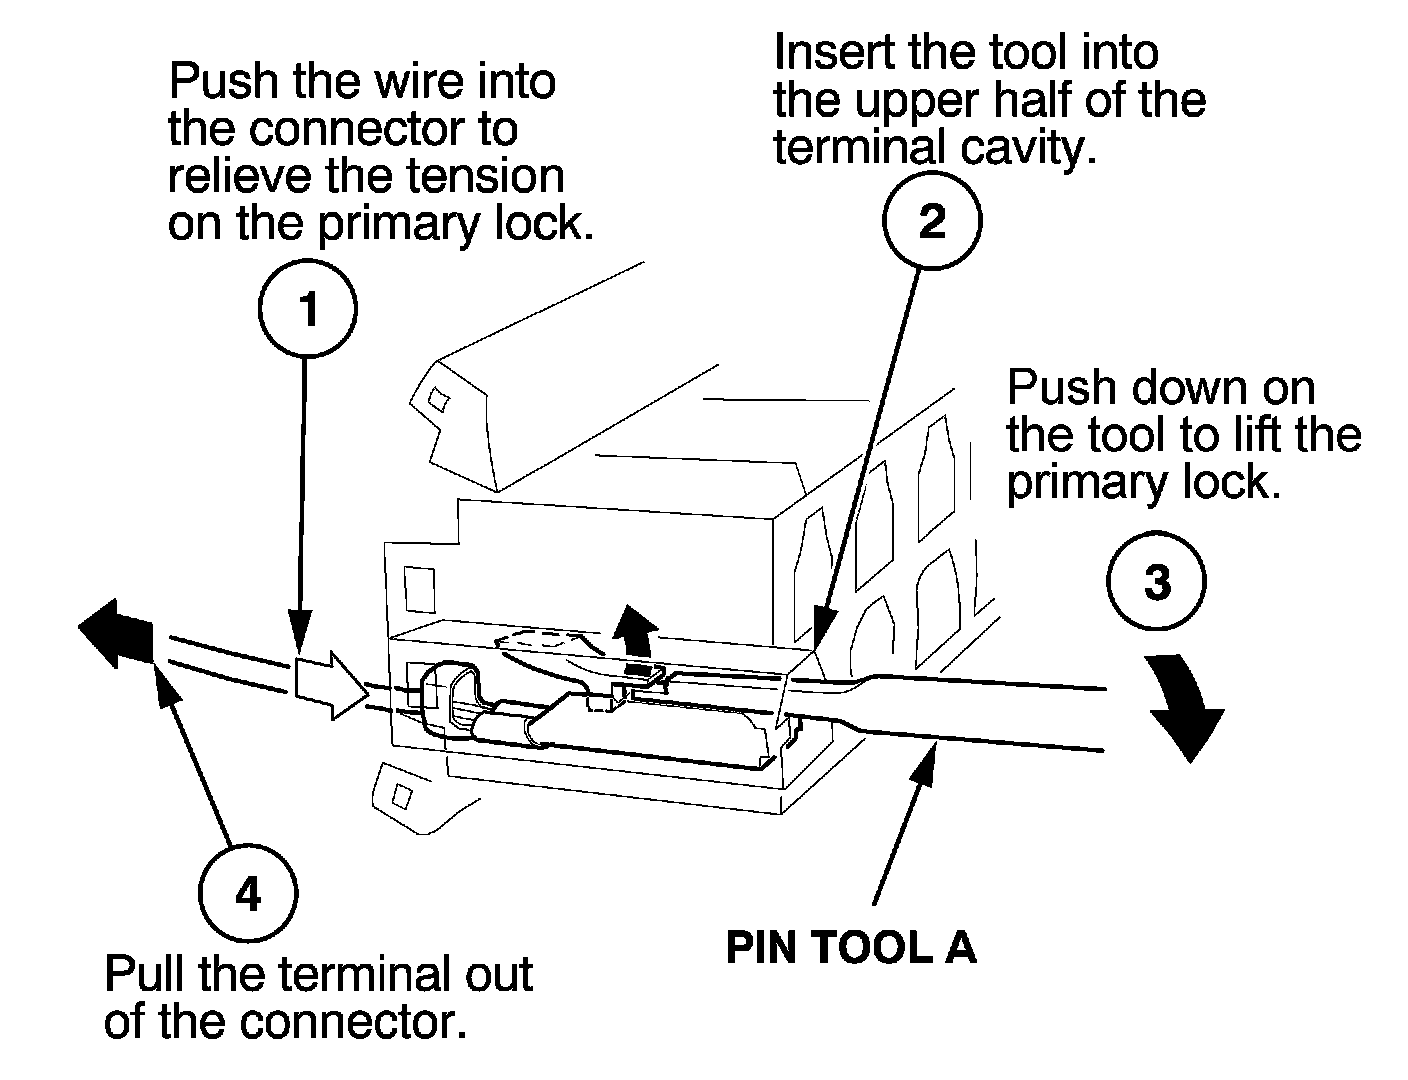 Push the wire into
the connector to
relieve the tension
on the primary lock.
1
Insert the tool into
the upper half of the
terminal cavity.
2
Push down on
the tool to lift the
primary lock.
3
4
Pull the terminal out
of the connector.
PIN TOOL A